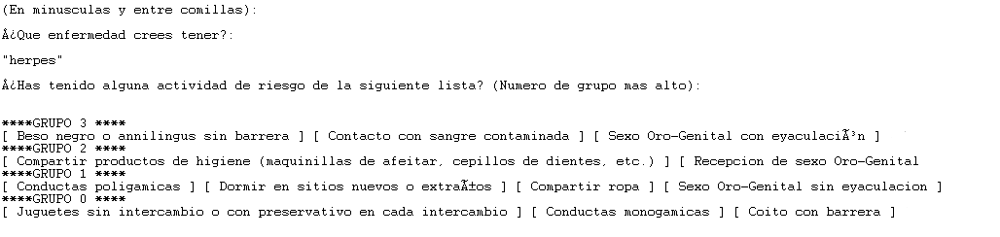 (En minusculas y entre comillas):
Â¿Que enfermedad crees tener?:
"herpes"
Â¿Has tenido alguna actividad de riesgo de la siguiente lista? (Numero de grupo mas alto):
****GRUPO 3 ****
[ Beso negro o annilingus sin barrera ] [ Contacto con sangre contaminada ] [ Sexo Oro-Genital con eyaculaciÃ³n ]
****GRUPO 2 ****
[ Compartir productos de higiene (maquinillas de afeitar, cepillos de dientes, etc.) ] [ Recepcion de sexo Oro-Genital
****GRUPO 1 ****
[ Conductas poligamicas ] [ Dormir en sitios nuevos o extraÃ±os ] [ Compartir ropa ] [ Sexo Oro-Genital sin eyaculacion ]
****GRUPO 0 ****
[ Juguetes sin intercambio o con preservativo en cada intercambio ] [ Conductas monogamicas ] [ Coito con barrera ]